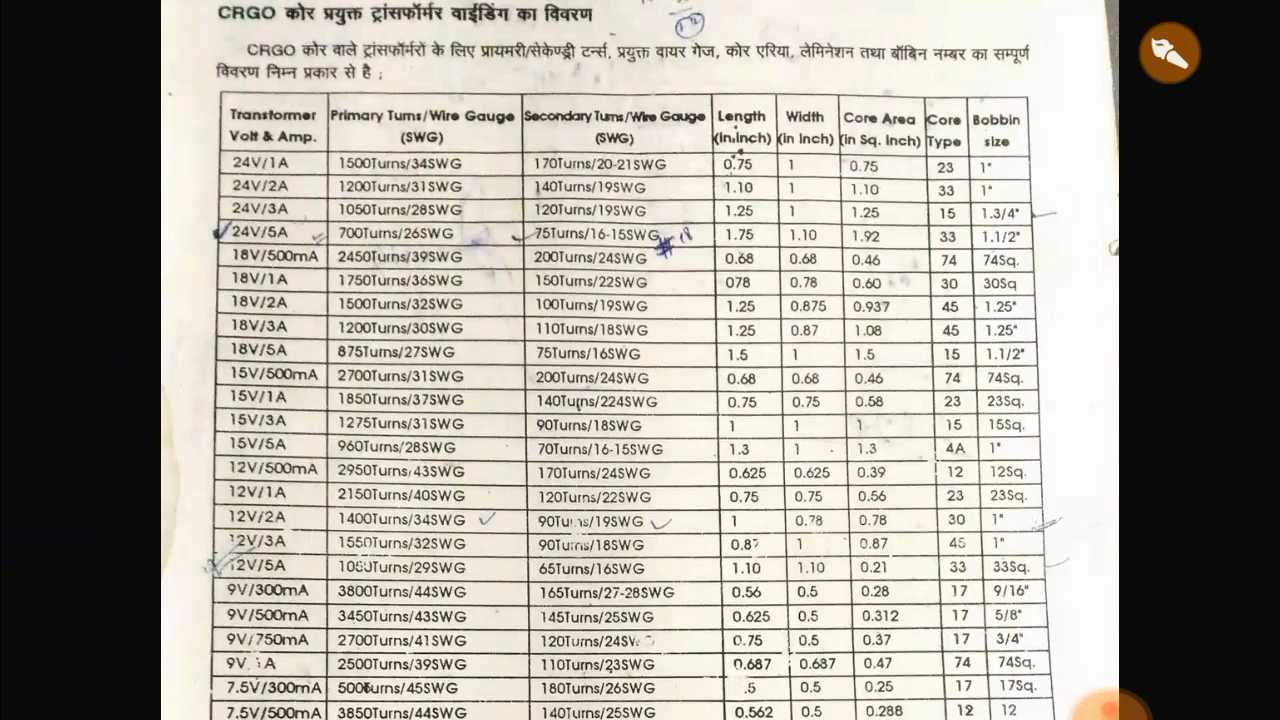 CRGO कोर प्रयुक्त ट्रांसफॉर्मर वाईडिंग का विवरण
CRGO कोर वाले ट्रांसफॉर्मरों के लिए प्रायमरी/सेकेण्ड्री टर्न्स, प्रयुक्त वायर गेज, कोर एरिया, लेमिनेशन तथा बॉबिन नम्बर का सम्पूर्ण
विवरण निम्न प्रकार से है :
Transformer Volt & Amp. Primary Turns/Wire Gauge (SWG) Secondary Turns/Wire Gauge (SWG) Length (in.Inch) Width (in Inch) Core Area (in Sq. Inch) Core Type Bobbin size
24V/1A 1500Turns/34SWG 170Turns/20-21SWG 0.75 1 0.75 23 1"
24V/2A 1200Turns/31SWG 140Turns/19SWG 1.10 1 1.10 33 1"
24V/3A 1050Turns/28SWG 120Turns/19SWG 1.25 1 1.25 15 1.3/4"
24V/5A 700Turns/26SWG 75Turns/16-15SWG 1.75 1.10 1.92 33 1.1/2"
18V/500mA 2450Turns/39SWG 200Turns/24SWG 0.68 0.68 0.46 74 74Sq.
18V/1A 1750Turns/36SWG 150Turns/22SWG 078 0.78 0.60 30 30Sq
18V/2A 1500Turns/32SWG 100Turns/19SWG 1.25 0.875 0.937 45 1.25"
18V/3A 1200Turns/30SWG 110Turns/18SWG 1.25 0.87 1.08 45 1.25"
18V/5A 875Turns/27SWG 75Turns/16SWG 1.5 1 1.5 15 1.1/2"
15V/500mA 2700Turns/31SWG 200Turns/24SWG 0.68 0.68 0.46 74 74Sq.
15V/1A 1850Turns/37SWG 140Turns/224SWG 0.75 0.75 0.58 23 23Sq.
15V/3A 1275Turns/31SWG 90Turns/18SWG 1 1 1 15 15Sq.
15V/5A 960Turns/28SWG 70Turns/16-15SWG 1.3 1 1.3 4A 1"
12V/500mA 2950Turns/43SWG 170Turns/24SWG 0.625 0.625 0.39 12 12Sq.
12V/1A 2150Turns/40SWG 120Turns/22SWG 0.75 0.75 0.56 23 23Sq.
12V/2A 1400Turns/34SWG 90Turns/19SWG 1 0.78 0.78 30 1"
12V/3A 1550Turns/32SWG 90Turns/18SWG 0.87 1 0.87 45 1"
12V/5A 29SWG 65Turns/16SWG 1.10 1.10 0.21 33 33Sq.
9V/300mA 3800Turns/44SWG 165Turns/27-28SWG 0.56 0.5 0.28 17 9/16"
9V/500mA 3450Turns/43SWG 145Turns/25SWG 0.625 0.5 0.312 17 5/8"
9V/750mA 2700Turns/41SWG 120Turns/24SW 0.75 0.5 0.37 17 3/4"
9V 1A 2500Turns/39SWG 110Turns/23SWG 0.687 0.687 0.47 74 74Sq.
7.5V/300mA 45SWG 180Turns/26SWG .5 0.5 0.25 17 17Sq.
7.5V/500mA 3850Turns/44SWG 140Turns/25SWG 0.562 0.5 0.288 12 12